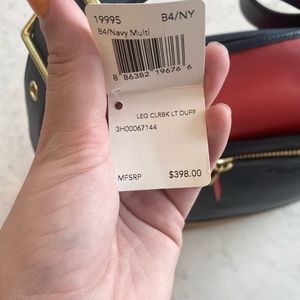 19995 B4/NY
B4/Navy Multi
8 86382 19676 6
LEG CLRBK LT DUFF
3H00067144
MFSRP $398.00